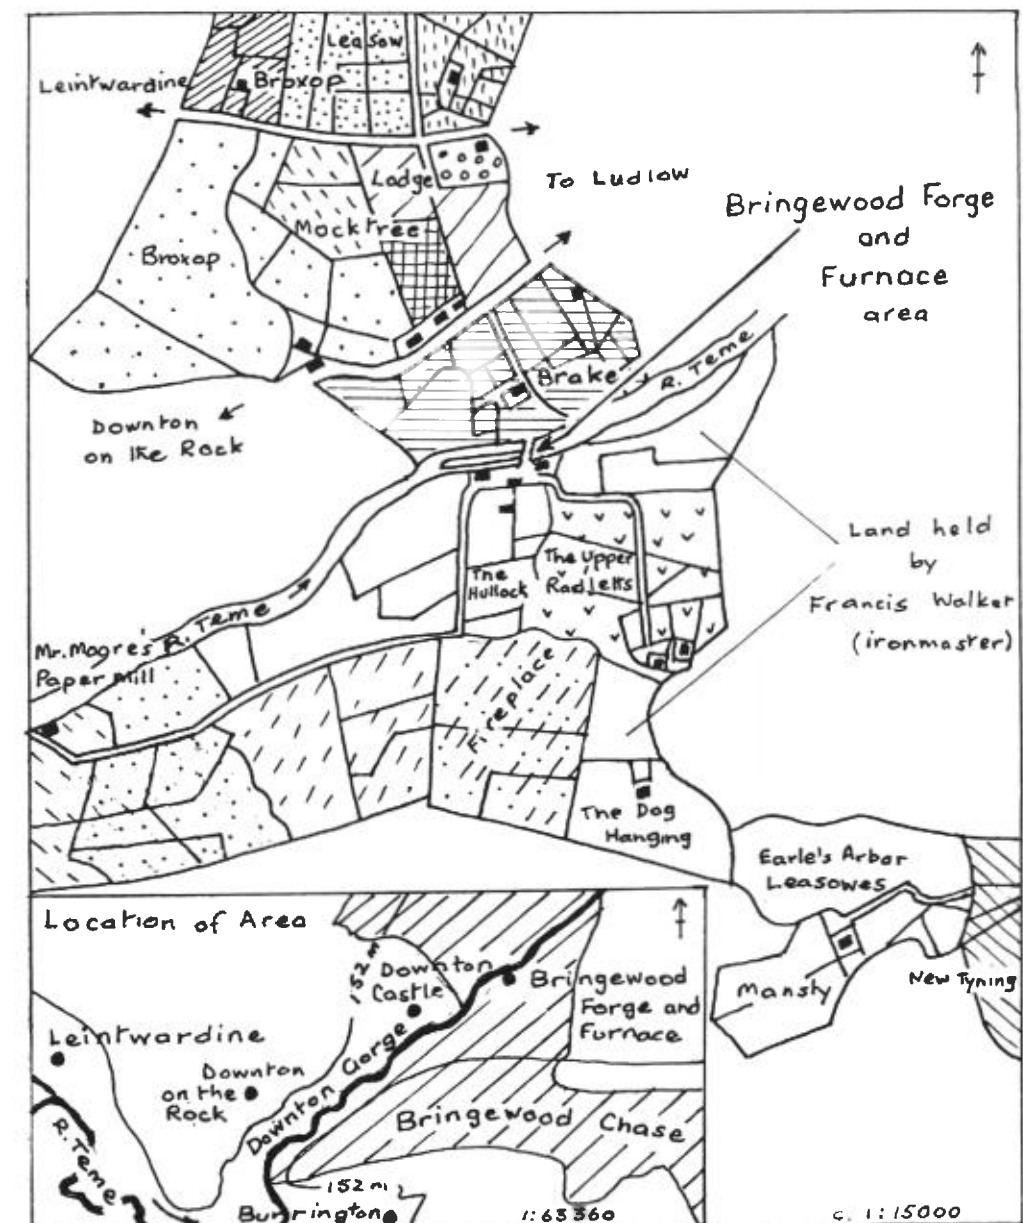 Leasow
Leintwardine
Broxop
To Ludlow
Lodge
Mocktree
Broxop
Bringewood Forge
and
Furnace
area
Brake
R. Teme
Downton
on the Rock
Land held
by
Francis Walker
(ironmaster)
The
Hullock
The Upper
Radletts
R. Teme
Mr. Moore's
Paper Mill
Fireplace
The Dog
Hanging
Earle's Arbor
Leasowes
Mansty
New Tyning
c. 1:15000
Location of Area
152 m
Downton
Castle
Bringewood
Forge and
Furnace
Leintwardine
Downton
on the
Rock
Downton Gorge
Bringewood Chase
R. Teme
152 m
Burrington
1:63360